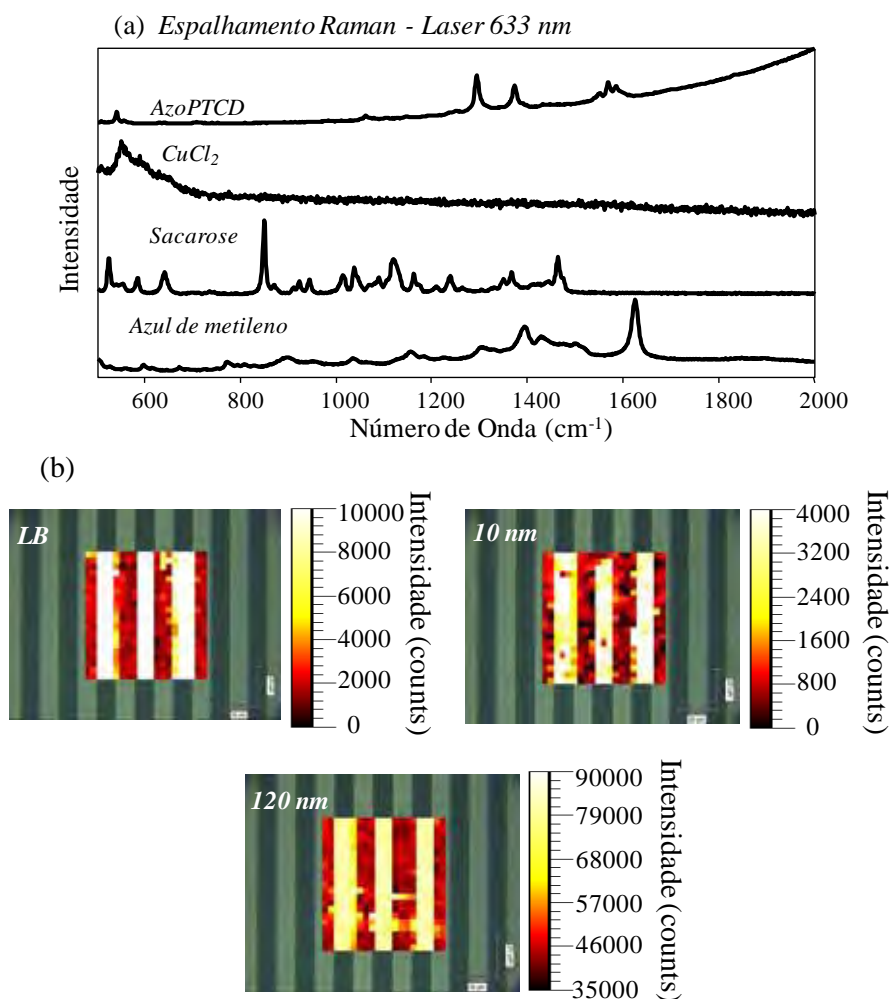 (a) Espalhamento Raman - Laser 633 nm
AzoPTCD
CuCl2
Sacarose
Azul de metileno
Intensidade
600 800 1000 1200 1400 1600 1800 2000
Número de Onda (cm-1)
(b)
LB
10000
8000
6000
4000
2000
0
Intensidade (counts)
10 nm
4000
3200
2400
1600
800
0
Intensidade (counts)
120 nm
90000
79000
68000
57000
46000
35000
Intensidade (counts)